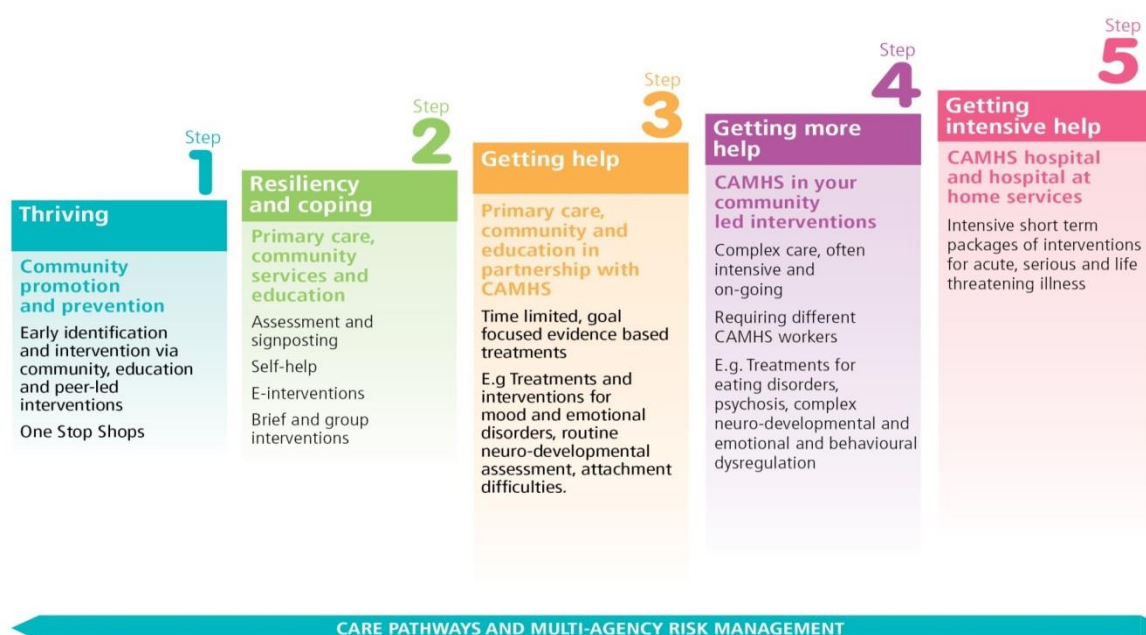 Step
1
Thriving
Community
promotion
and prevention
Early identification
and intervention via
community, education
and peer-led
interventions
One Stop Shops
Step
2
Resiliency
and coping
Primary care,
community
services and
education
Assessment and
signposting
Self-help
E-interventions
Brief and group
interventions
Step
3
Getting help
Primary care,
community and
education in
partnership with
CAMHS
Time limited, goal
focused evidence based
treatments
E.g Treatments and
interventions for
mood and emotional
disorders, routine
neuro-developmental
assessment, attachment
difficulties.
Step
4
Getting more
help
CAMHS in your
community
led interventions
Complex care, often
intensive and
on-going
Requiring different
CAMHS workers
E.g. Treatments for
eating disorders,
psychosis, complex
neuro-developmental and
emotional and behavioural
dysregulation
Step
5
Getting
intensive help
CAMHS hospital
and hospital at
home services
Intensive short term
packages of interventions
for acute, serious and life
threatening illness
CARE PATHWAYS AND MULTI-AGENCY RISK MANAGEMENT